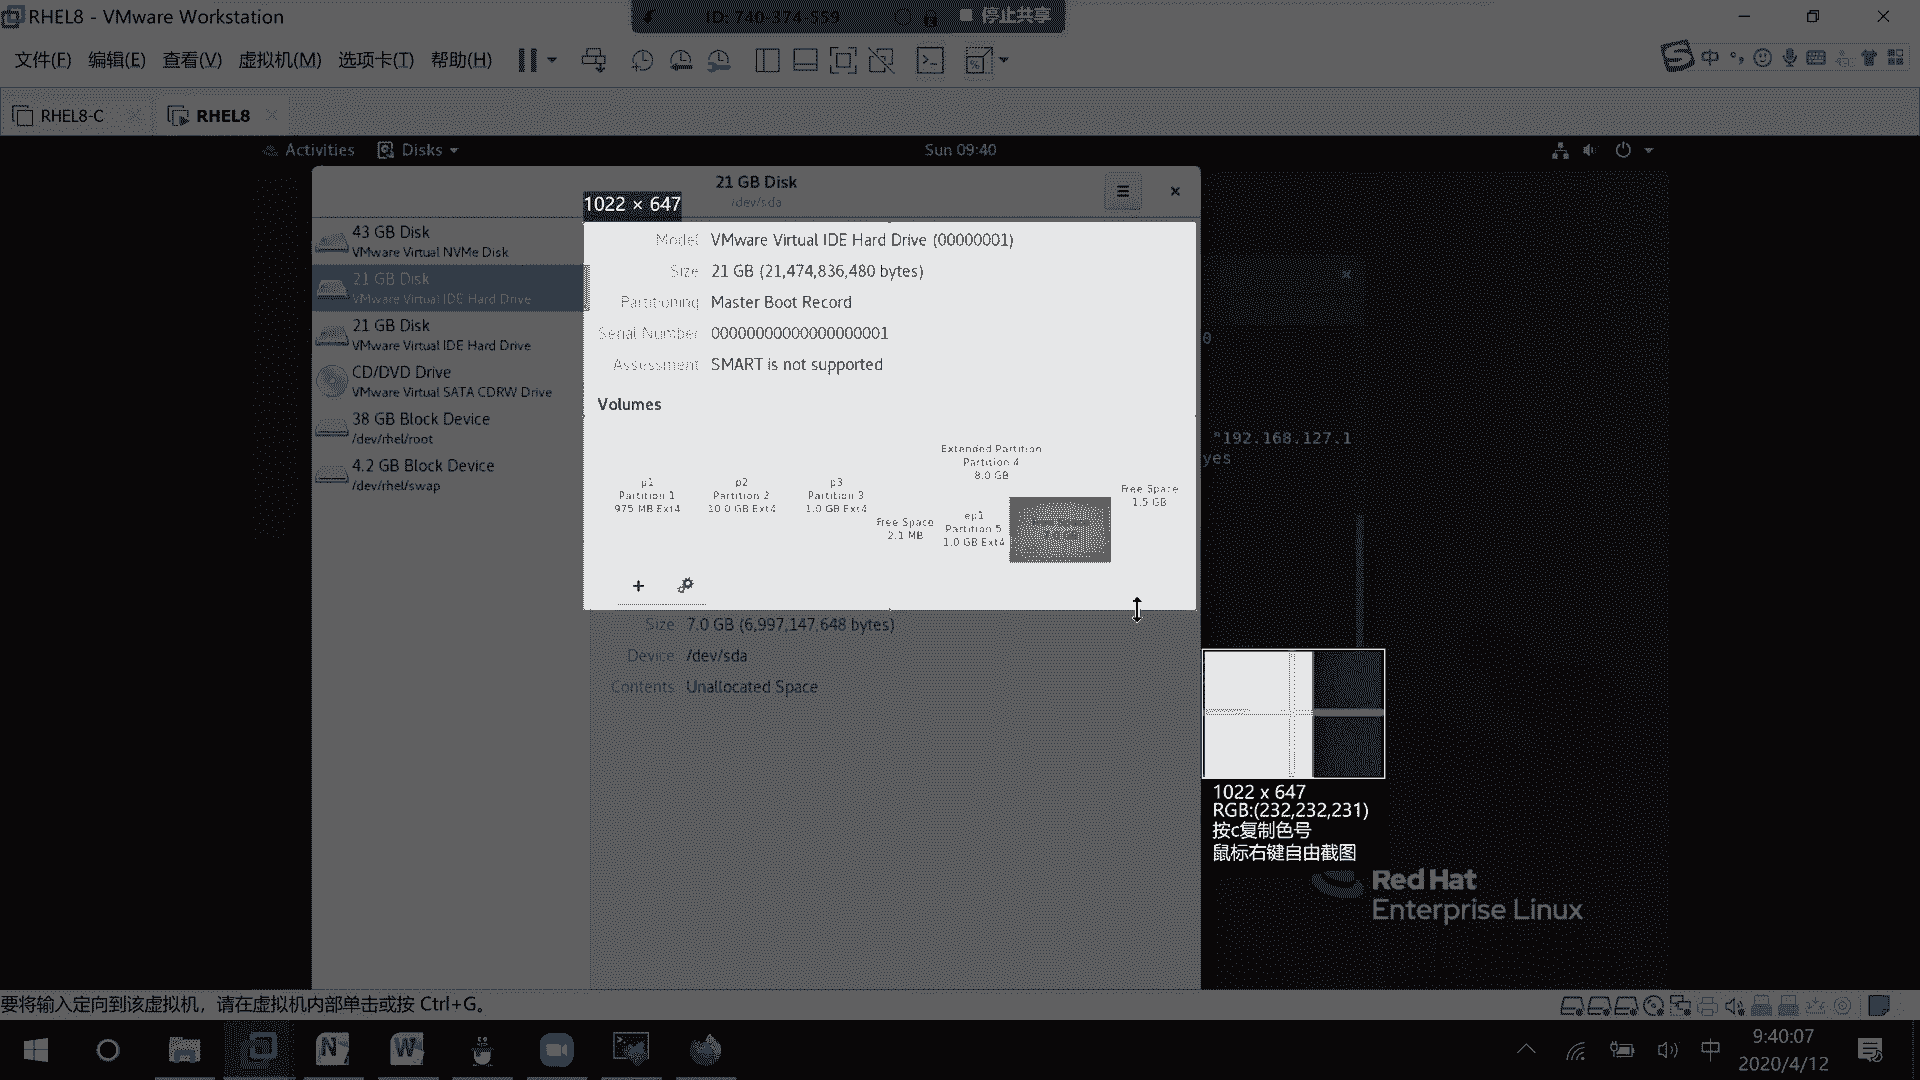 RHEL8 - VMware Workstation
ID: 740-374-559
停止共享
文件(F) 编辑(E) 查看(V) 虚拟机(M) 选项卡(T) 帮助(H)
中
RHEL8-C
RHEL8
Activities
Disks
Sun 09:40
21 GB Disk
/dev/sda
1022 × 647
43 GB Disk
VMware Virtual NVMe Disk
21 GB Disk
VMware Virtual IDE Hard Drive
21 GB Disk
VMware Virtual IDE Hard Drive
CD/DVD Drive
VMware Virtual SATA CDRW Drive
38 GB Block Device
/dev/rhel/root
4.2 GB Block Device
/dev/rhel/swap
Model VMware Virtual IDE Hard Drive (00000001)
Size 21 GB (21,474,836,480 bytes)
Partitioning Master Boot Record
Serial Number 00000000000000000001
Assessment SMART is not supported
Volumes
p1
Partition 1
975 MB Ext4
p2
Partition 2
10.0 GB Ext4
p3
Partition 3
1.0 GB Ext4
Free Space
2.1 MB
Extended Partition
Partition 4
8.0 GB
ep1
Partition 5
1.0 GB Ext4
Free Space
1.5 GB
Size 7.0 GB (6,997,147,648 bytes)
Device /dev/sda
Contents Unallocated Space
0
"192.168.127.1
yes
1022 x 647
RGB:(232,232,231)
按c复制色号
鼠标右键自由截图
Red Hat
Enterprise Linux
要将输入定向到该虚拟机，请在虚拟机内部单击或按 Ctrl+G。
中
9:40:07
2020/4/12